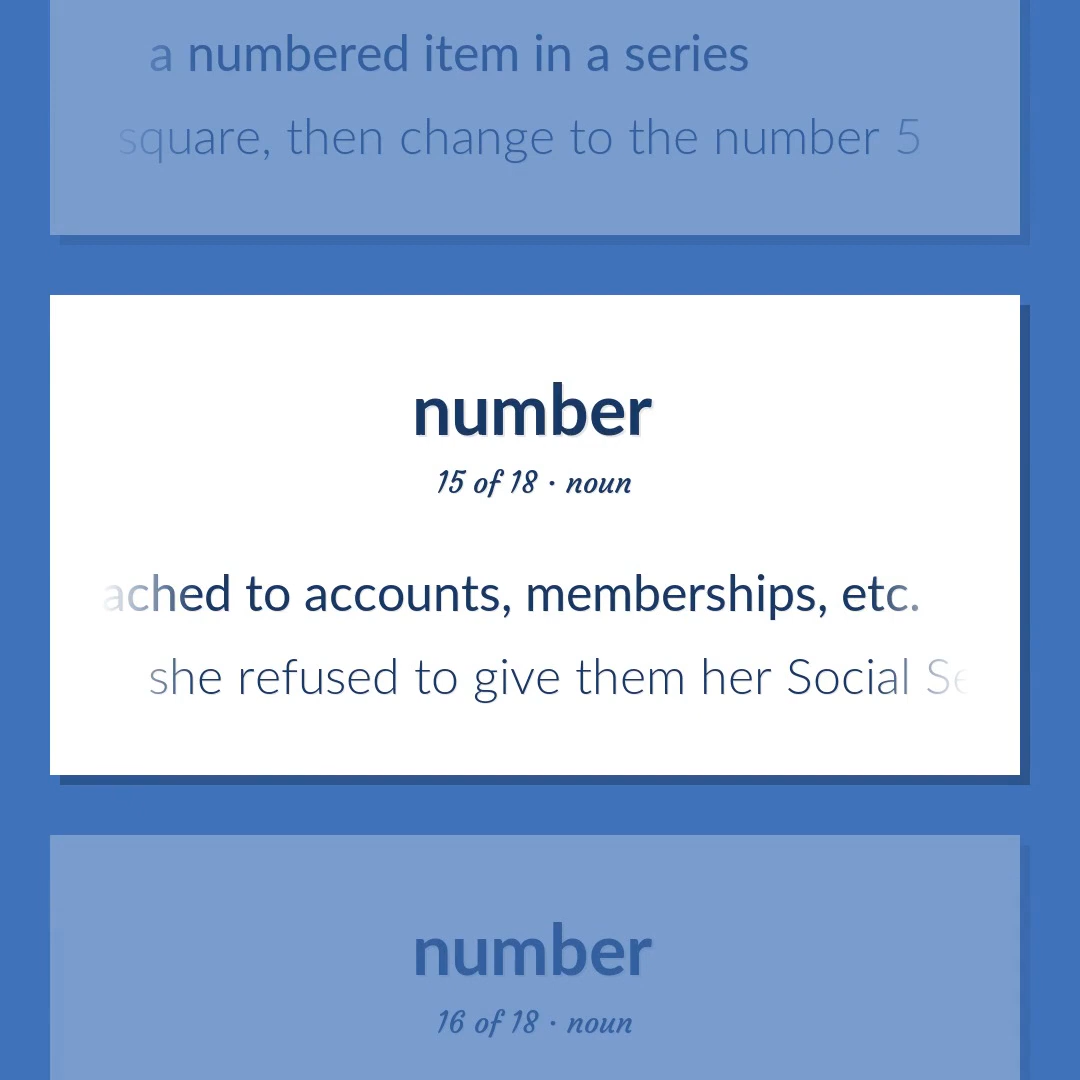 a numbered item in a series
square, then change to the number 5
number
15 of 18 · noun
ached to accounts, memberships, etc.
she refused to give them her Social Se
number
16 of 18 · noun